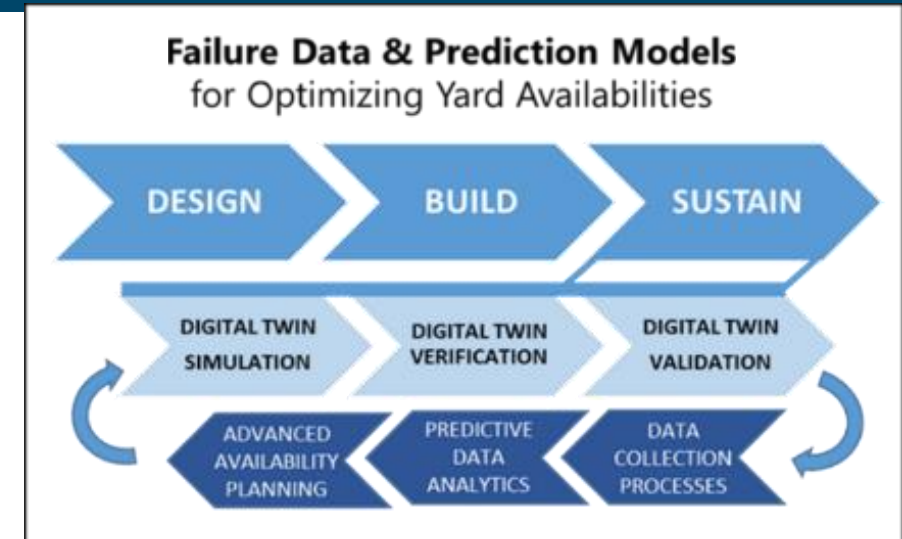 Failure Data & Prediction Models
for Optimizing Yard Availabilities
DESIGN
BUILD
SUSTAIN
DIGITAL TWIN
SIMULATION
DIGITAL TWIN
VERIFICATION
DIGITAL TWIN
VALIDATION
ADVANCED
AVAILABILITY
PLANNING
PREDICTIVE
DATA
ANALYTICS
DATA
COLLECTION
PROCESSES